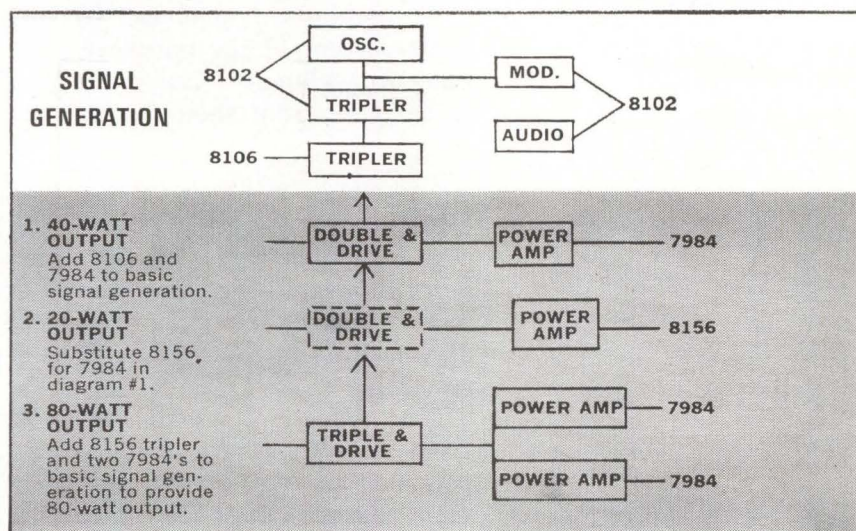 SIGNAL
GENERATION
OSC.
8102
TRIPLER
8106
TRIPLER
MOD.
AUDIO
8102
1. 40-WATT
OUTPUT
Add 8106 and
7984 to basic
signal generation.
DOUBLE &
DRIVE
POWER
AMP
7984
2. 20-WATT
OUTPUT
Substitute 8156
for 7984 in
diagram #1.
DOUBLE &
DRIVE
POWER
AMP
8156
3. 80-WATT
OUTPUT
Add 8156 tripler
and two 7984's to
basic signal gen-
eration to provide
80-watt output.
TRIPLE &
DRIVE
POWER AMP
7984
POWER AMP
7984